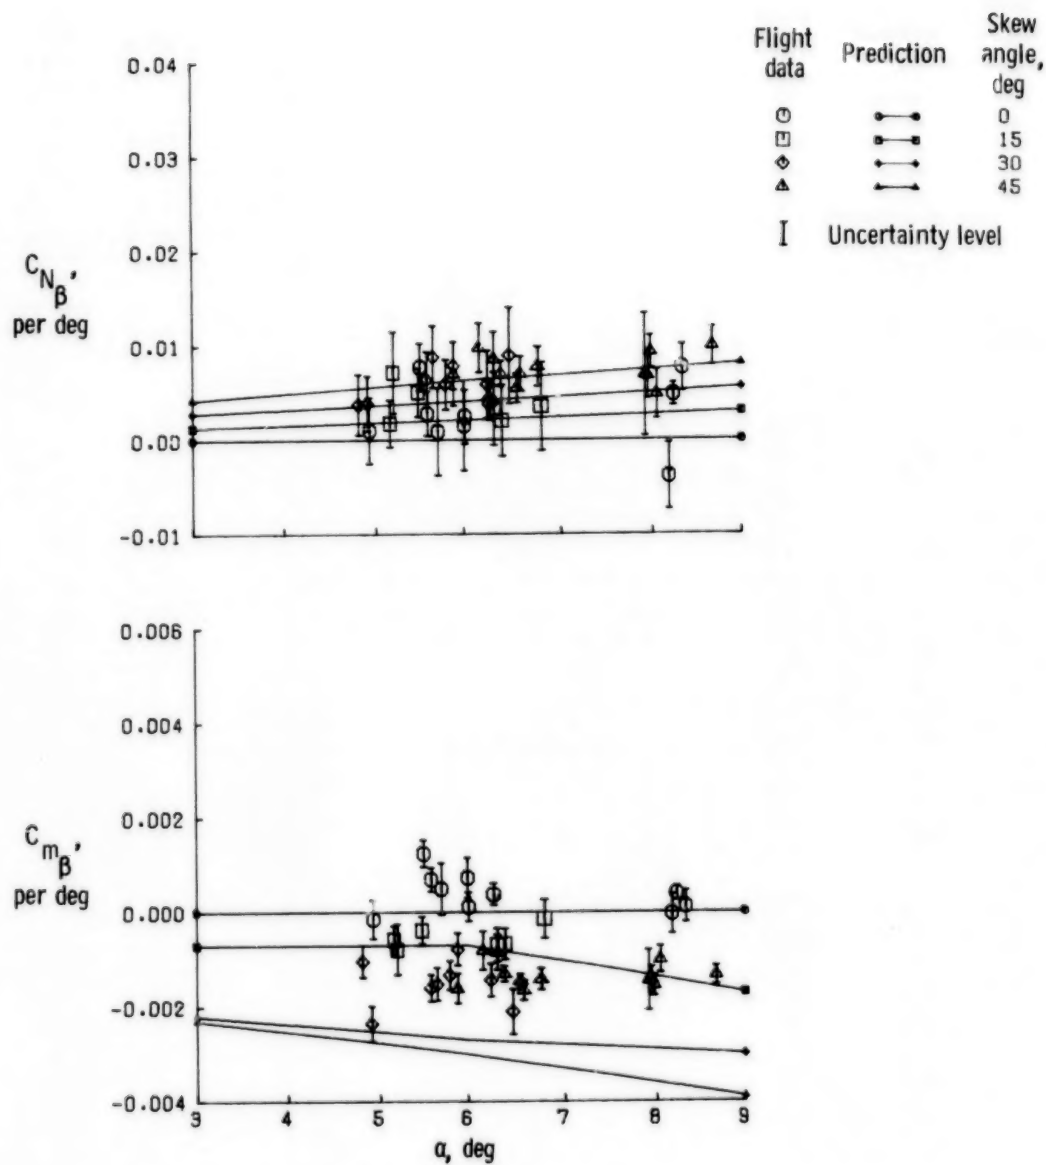 Flight data
Prediction
Skew angle, deg
0
15
30
45
Uncertainty level
0.04
0.03
0.02
0.01
0.00
-0.01
C_Nβ,
per deg
0.006
0.004
0.002
0.000
-0.002
-0.004
C_mβ,
per deg
3 4 5 6 7 8 9
α, deg